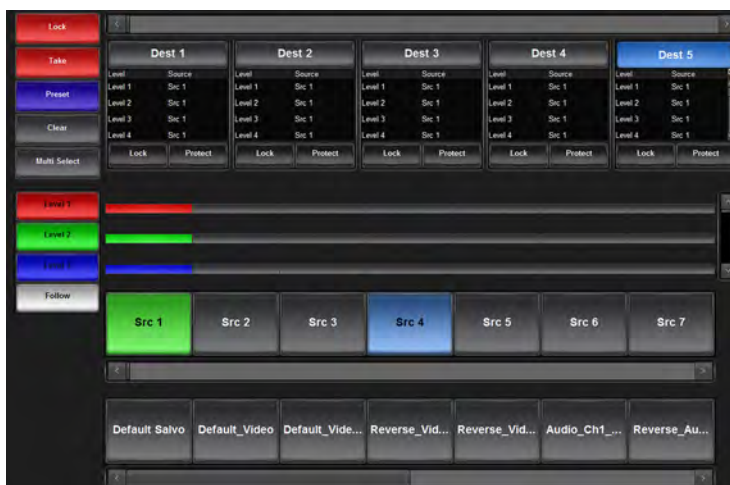 Lock
Take
Preset
Clear
Multi Select
Dest 1 Dest 2 Dest 3 Dest 4 Dest 5
Level Source Level Source Level Source Level Source Level Source
Level 1 Src 1 Level 1 Src 1 Level 1 Src 1 Level 1 Src 1 Level 1 Src 1
Level 2 Src 1 Level 2 Src 1 Level 2 Src 1 Level 2 Src 1 Level 2 Src 1
Level 3 Src 1 Level 3 Src 1 Level 3 Src 1 Level 3 Src 1 Level 3 Src 1
Level 4 Src 1 Level 4 Src 1 Level 4 Src 1 Level 4 Src 1 Level 4 Src 1
Lock Protect Lock Protect Lock Protect Lock Protect Lock Protect
Level 1
Level 2
Level 3
Follow
Src 1 Src 2 Src 3 Src 4 Src 5 Src 6 Src 7
Default Salvo Default_Video Default_Vide... Reverse_Vid... Reverse_Vid... Audio_Ch1_... Reverse_Au...